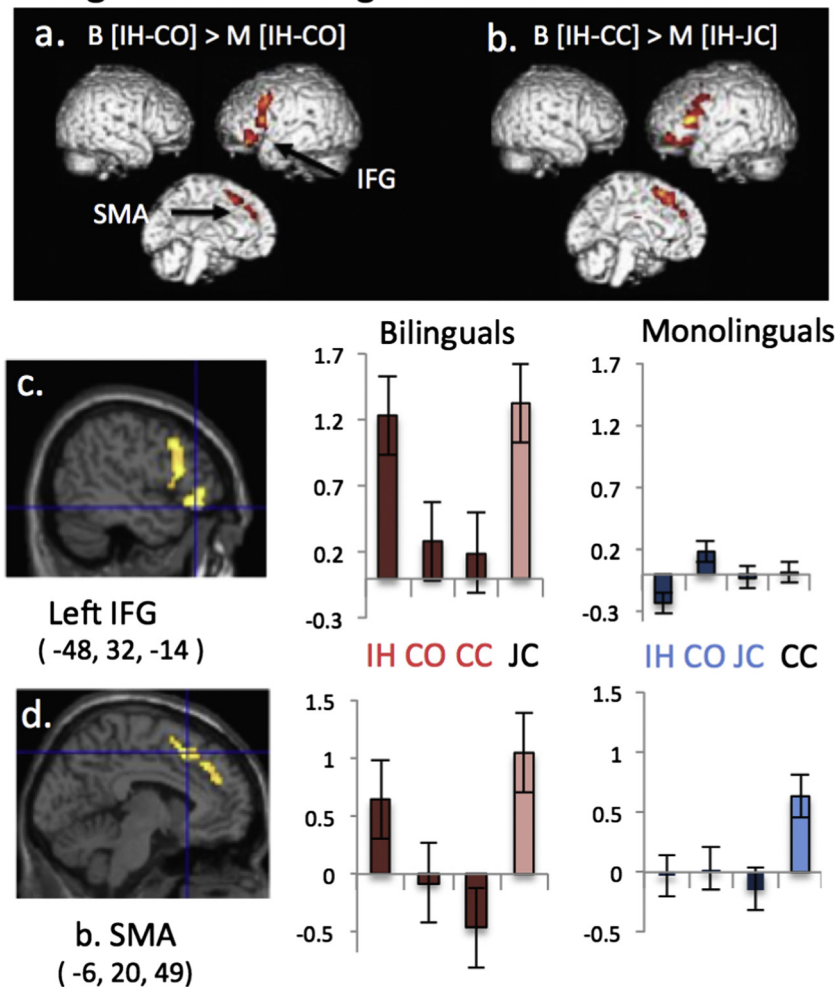 a. B [IH-CO] > M [IH-CO]
b. B [IH-CC] > M [IH-JC]
IFG
SMA
Bilinguals
Monolinguals
c.
1.7
1.2
0.7
0.2
-0.3
1.7
1.2
0.7
0.2
-0.3
Left IFG
( -48, 32, -14 )
IH CO CC JC
IH CO JC CC
d.
1.5
1
0.5
0
-0.5
1.5
1
0.5
0
-0.5
b. SMA
( -6, 20, 49)